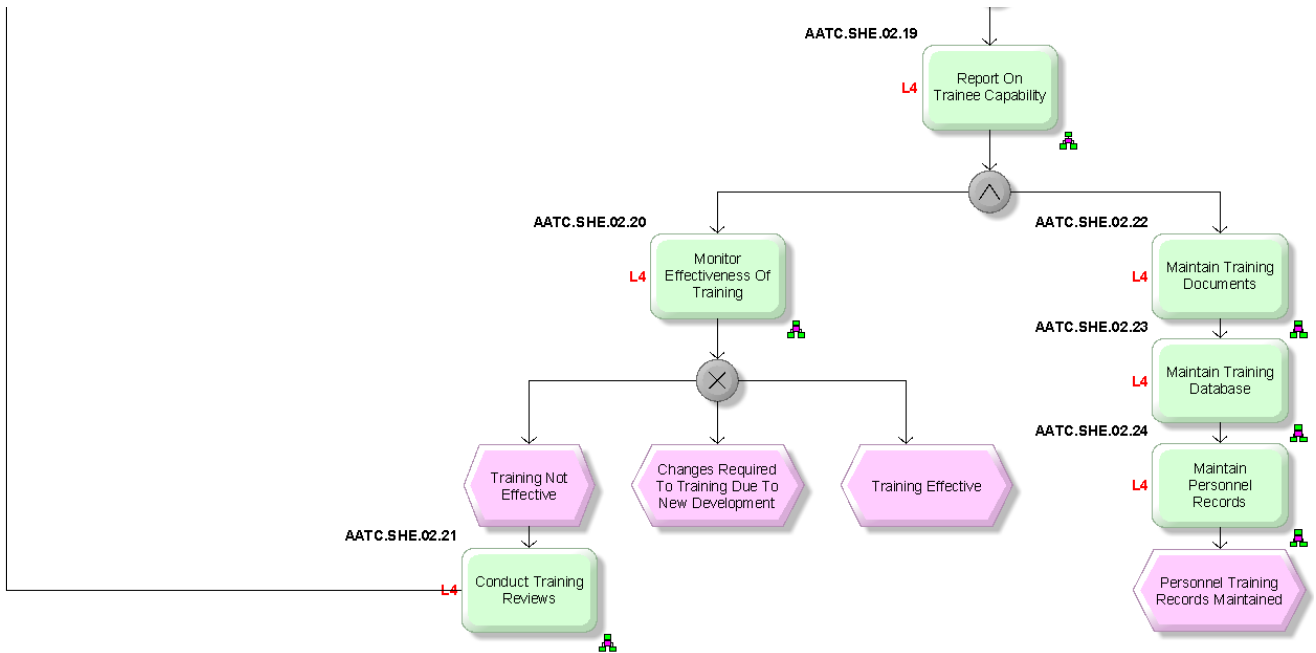 AATC.SHE.02.19
L4
Report On
Trainee Capability
AATC.SHE.02.20
L4
Monitor
Effectiveness Of
Training
AATC.SHE.02.22
L4
Maintain Training
Documents
AATC.SHE.02.23
L4
Maintain Training
Database
AATC.SHE.02.24
L4
Maintain
Personnel
Records
Training Not
Effective
Changes Required
To Training Due To
New Development
Training Effective
AATC.SHE.02.21
L4
Conduct Training
Reviews
Personnel Training
Records Maintained